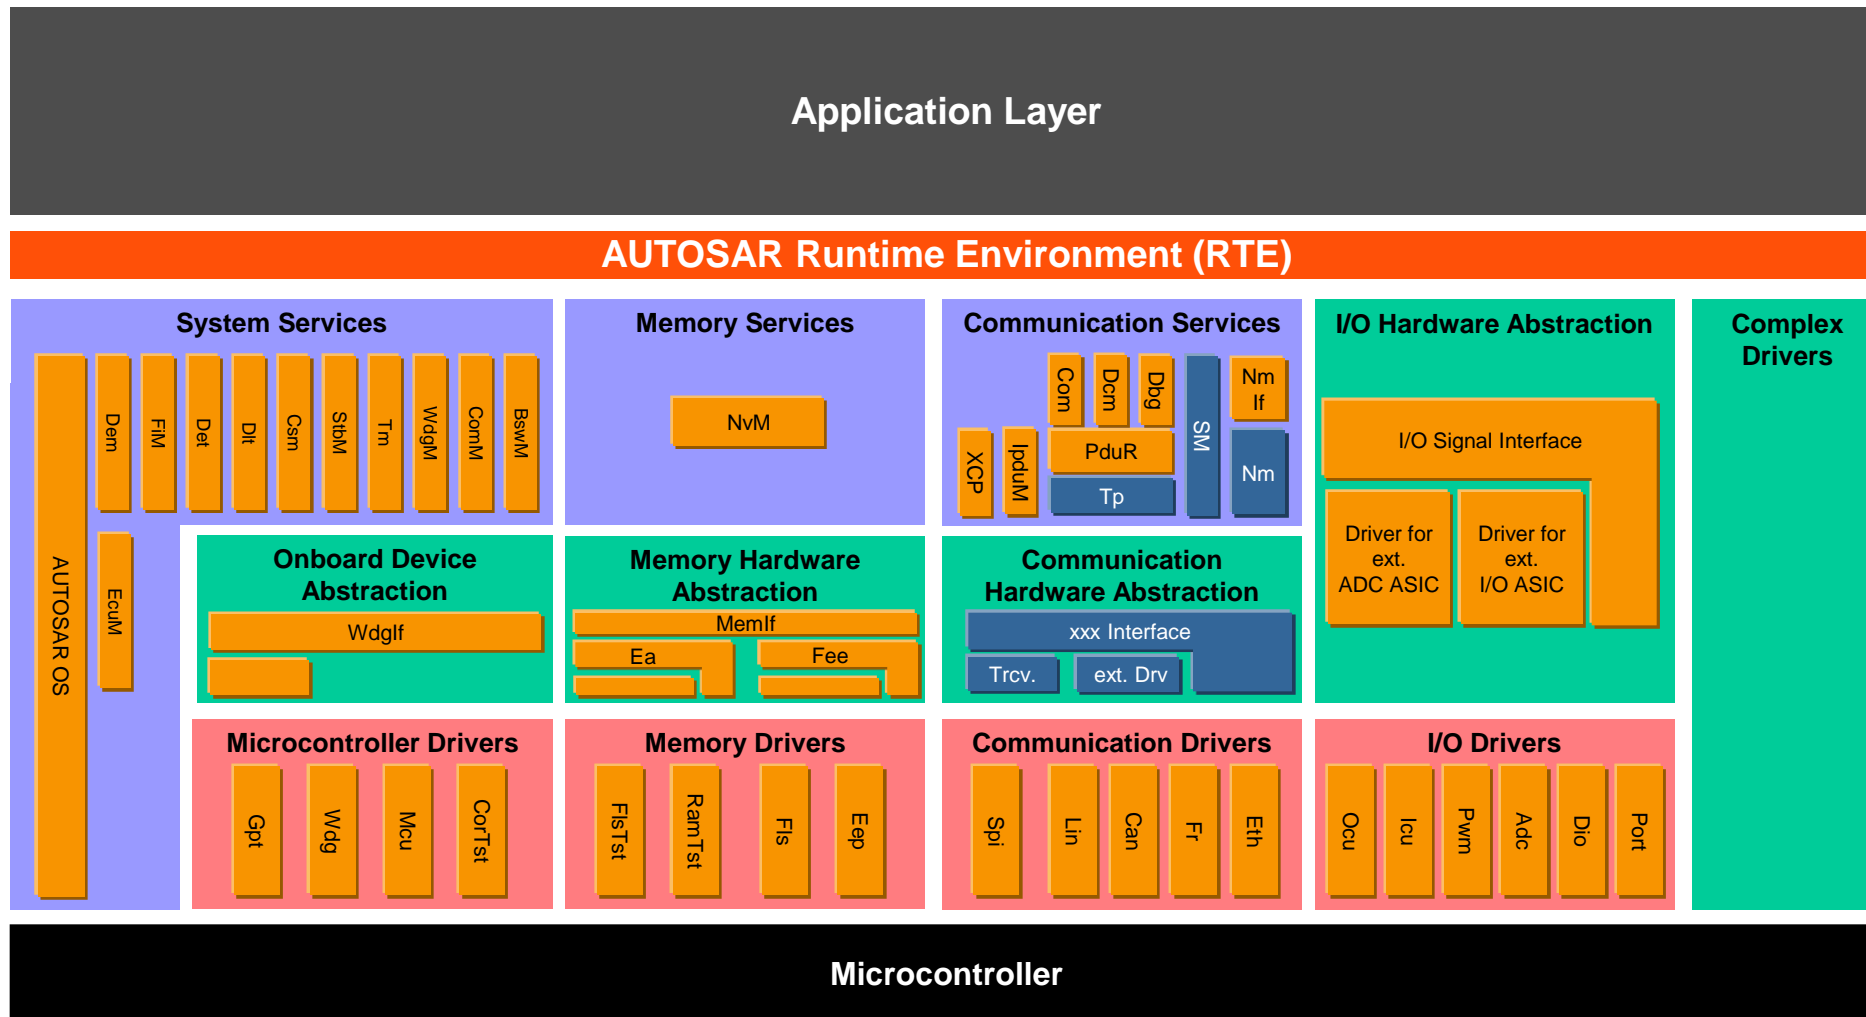 Application Layer
AUTOSAR Runtime Environment (RTE)
System Services
AUTOSAR OS
Dem
FiM
Det
Dlt
Csm
StbM
Tm
WdgM
ComM
BswM
EcuM
Memory Services
NvM
Communication Services
XCP
IpduM
Com
Dcm
Dbg
PduR
Tp
SM
Nm
If
Nm
I/O Hardware Abstraction
I/O Signal Interface
Driver for
ext.
ADC ASIC
Driver for
ext.
I/O ASIC
Complex
Drivers
Onboard Device
Abstraction
WdgIf
Memory Hardware
Abstraction
MemIf
Ea
Fee
Communication
Hardware Abstraction
xxx Interface
Trcv.
ext. Drv
Microcontroller Drivers
Gpt
Wdg
Mcu
CorTst
Memory Drivers
FlsTst
RamTst
Fls
Eep
Communication Drivers
Spi
Lin
Can
Fr
Eth
I/O Drivers
Ocu
Icu
Pwm
Adc
Dio
Port
Microcontroller